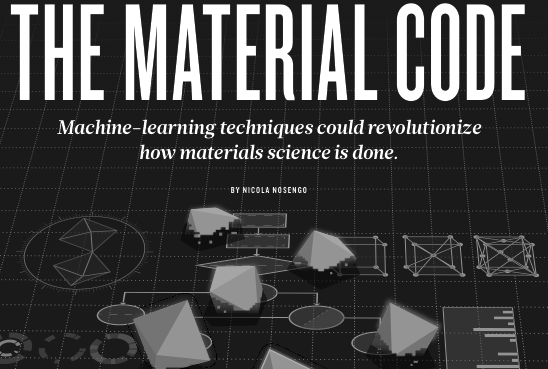 THE MATERIAL CODE
Machine-learning techniques could revolutionize
how materials science is done.
BY NICOLA NOSENGO